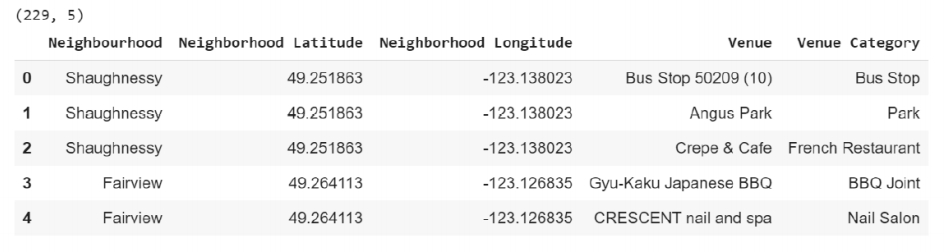 (229, 5)
Neighbourhood Neighborhood Latitude Neighborhood Longitude Venue Venue Category
0 Shaughnessy 49.251863 -123.138023 Bus Stop 50209 (10) Bus Stop
1 Shaughnessy 49.251863 -123.138023 Angus Park Park
2 Shaughnessy 49.251863 -123.138023 Crepe & Cafe French Restaurant
3 Fairview 49.264113 -123.126835 Gyu-Kaku Japanese BBQ BBQ Joint
4 Fairview 49.264113 -123.126835 CRESCENT nail and spa Nail Salon